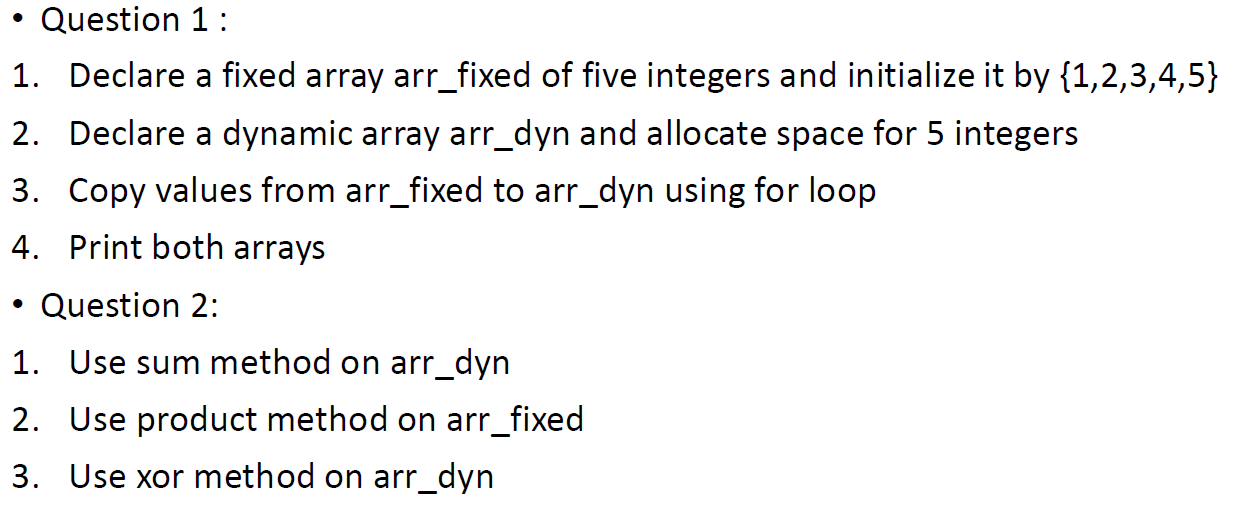 • Question 1 :
1. Declare a fixed array arr_fixed of five integers and initialize it by {1,2,3,4,5}
2. Declare a dynamic array arr_dyn and allocate space for 5 integers
3. Copy values from arr_fixed to arr_dyn using for loop
4. Print both arrays
• Question 2:
1. Use sum method on arr_dyn
2. Use product method on arr_fixed
3. Use xor method on arr_dyn